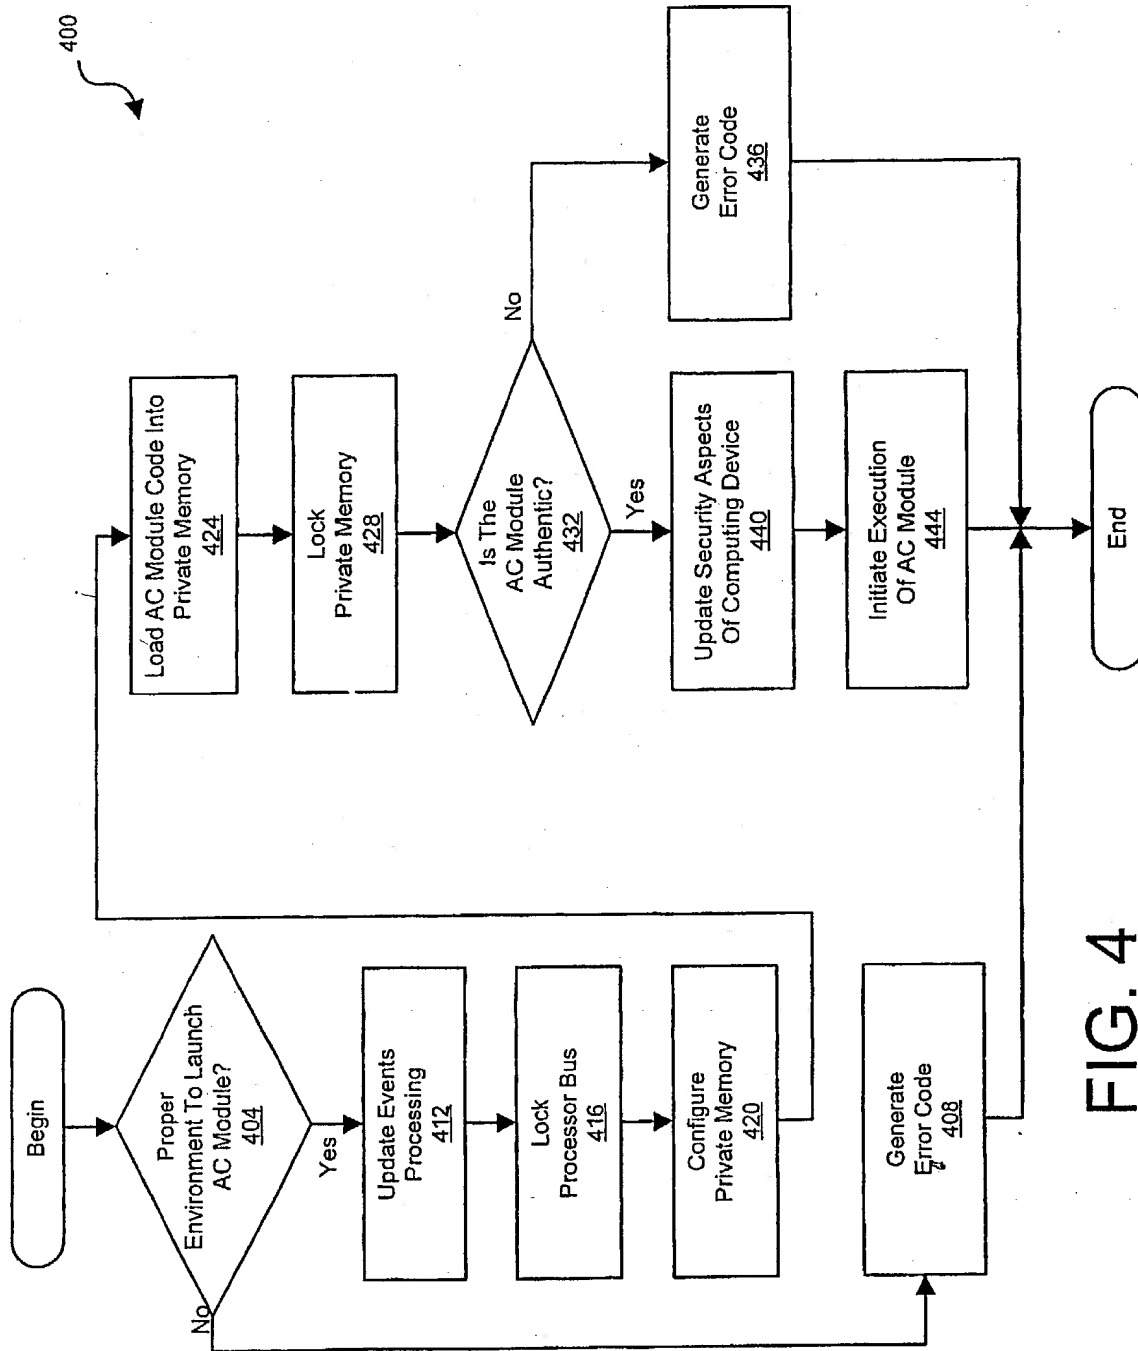 400
Begin
Proper
Environment To Launch
AC Module?
404
No
Yes
Update Events
Processing
412
Lock
Processor Bus
416
Configure
Private Memory
420
Generate
Error Code
408
Load AC Module Code Into
Private Memory
424
Lock
Private Memory
428
Is The
AC Module
Authentic?
432
No
Yes
Generate
Error Code
436
Update Security Aspects
Of Computing Device
440
Initiate Execution
Of AC Module
444
End
FIG. 4